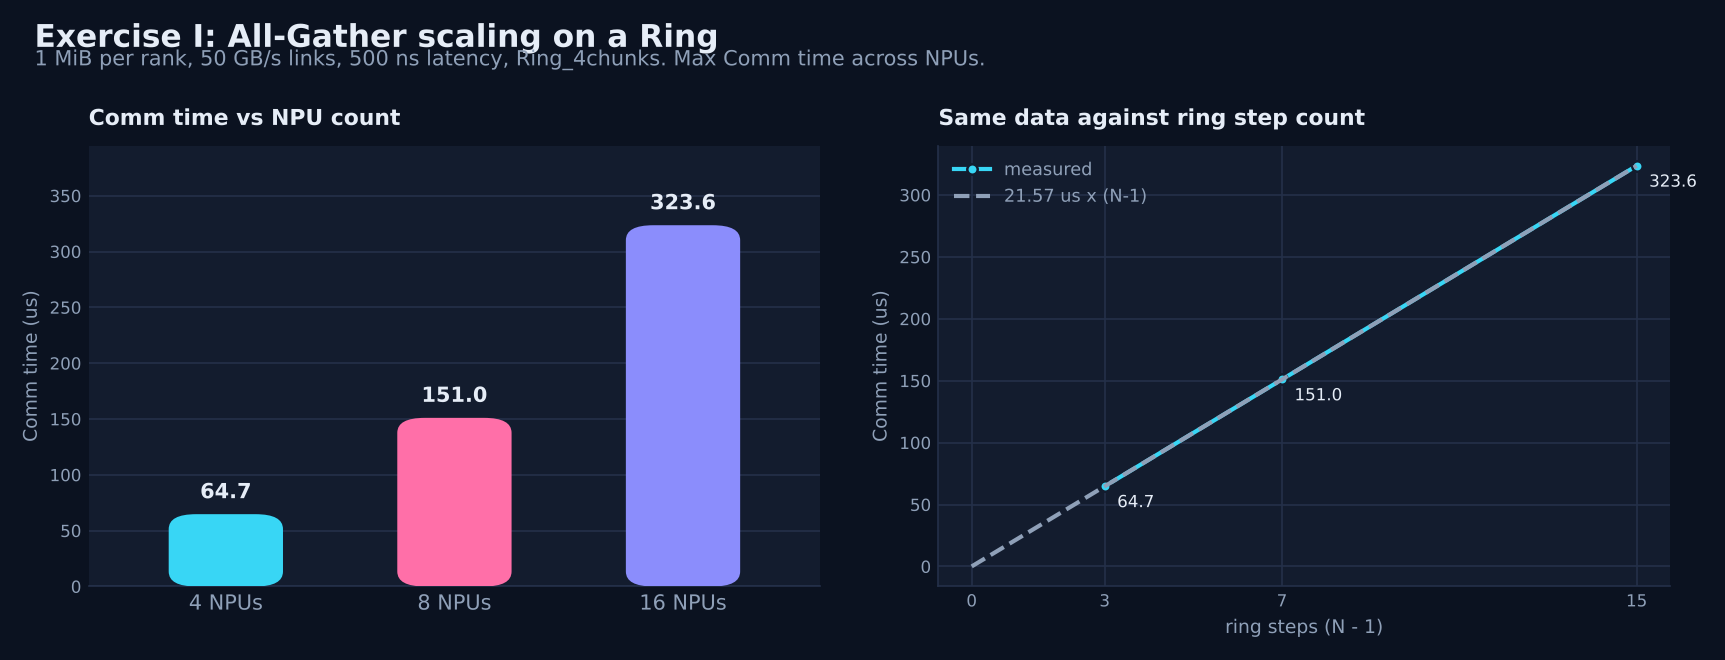 Exercise I: All-Gather scaling on a Ring
1 MiB per rank, 50 GB/s links, 500 ns latency, Ring_4chunks. Max Comm time across NPUs.
Comm time vs NPU count
Comm time (us)
350
300
250
200
150
100
50
0
64.7
151.0
323.6
4 NPUs
8 NPUs
16 NPUs
Same data against ring step count
measured
21.57 us x (N-1)
Comm time (us)
300
250
200
150
100
50
0
64.7
151.0
323.6
0
3
7
15
ring steps (N - 1)